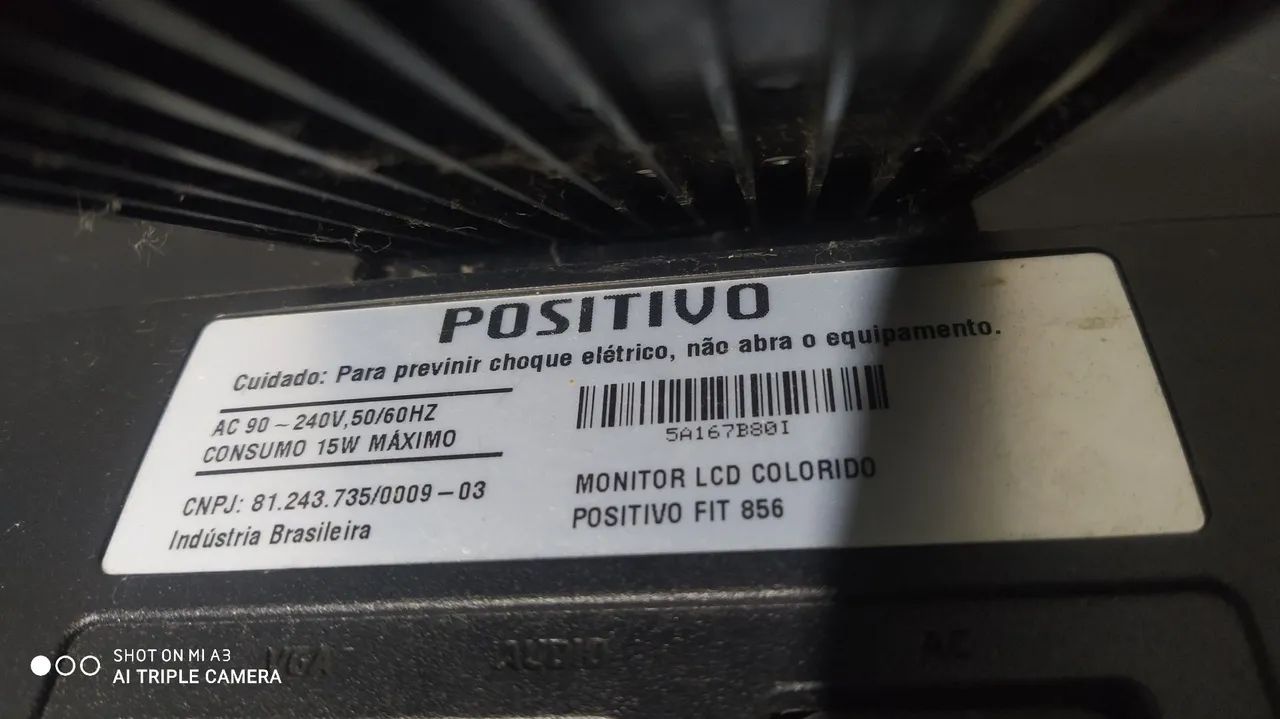 POSITIVO
Cuidado: Para previnir choque elétrico, não abra o equipamento.
AC 90 ~ 240V, 50/60HZ
CONSUMO 15W MÁXIMO
5A167B80I
CNPJ: 81.243.735/0009-03
Indústria Brasileira
MONITOR LCD COLORIDO
POSITIVO FIT 856
VGA
AUDIO
AC
SHOT ON MI A3
AI TRIPLE CAMERA